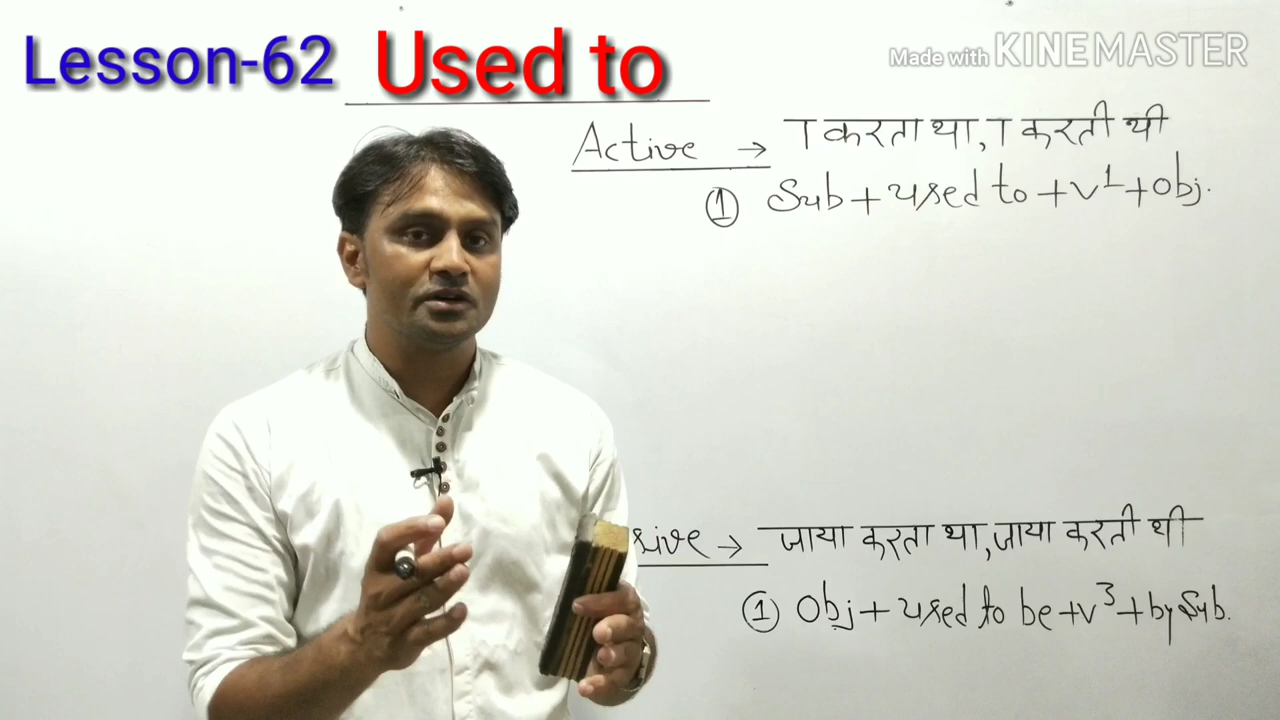 Lesson-62 Used to
Made with KINEMASTER
Active → ा करता था, ा करती थी
① Sub + used to + v¹ + Obj.
sive → जाया करता था, जाया करती थी
① Obj + used to be + v³ + by Sub.